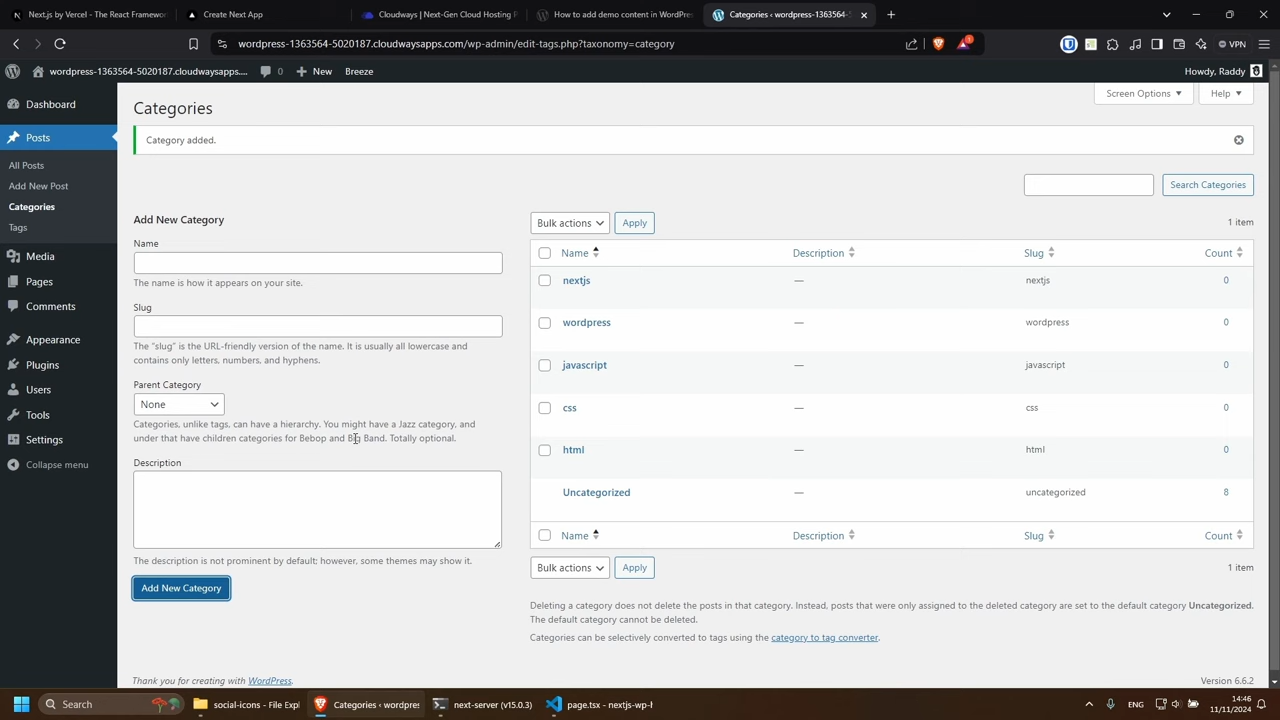 Next.js by Vercel - The React Framewor
Create Next App
Cloudways | Next-Gen Cloud Hosting P
How to add demo content in WordPres
Categories ‹ wordpress-1363564-5
wordpress-1363564-5020187.cloudwaysapps.com/wp-admin/edit-tags.php?taxonomy=category
VPN
wordpress-1363564-5020187.cloudwaysapps....
0
New
Breeze
Howdy, Raddy
Dashboard
Posts
All Posts
Add New Post
Categories
Tags
Media
Pages
Comments
Appearance
Plugins
Users
Tools
Settings
Collapse menu
Categories
Screen Options
Help
Category added.
Search Categories
Add New Category
Name
The name is how it appears on your site.
Slug
The “slug” is the URL-friendly version of the name. It is usually all lowercase and
contains only letters, numbers, and hyphens.
Parent Category
None
Categories, unlike tags, can have a hierarchy. You might have a Jazz category, and
under that have children categories for Bebop and Big Band. Totally optional.
Description
The description is not prominent by default; however, some themes may show it.
Add New Category
Bulk actions
Apply
1 item
Name Description Slug Count
nextjs — nextjs 0
wordpress — wordpress 0
javascript — javascript 0
css — css 0
html — html 0
Uncategorized — uncategorized 8
Name Description Slug Count
Bulk actions
Apply
1 item
Deleting a category does not delete the posts in that category. Instead, posts that were only assigned to the deleted category are set to the default category Uncategorized.
The default category cannot be deleted.
Categories can be selectively converted to tags using the category to tag converter.
Thank you for creating with WordPress.
Version 6.6.2
Search
social-icons - File Expl
Categories ‹ wordpres
next-server (v15.0.3)
page.tsx - nextjs-wp-h
ENG
14:46
11/11/2024